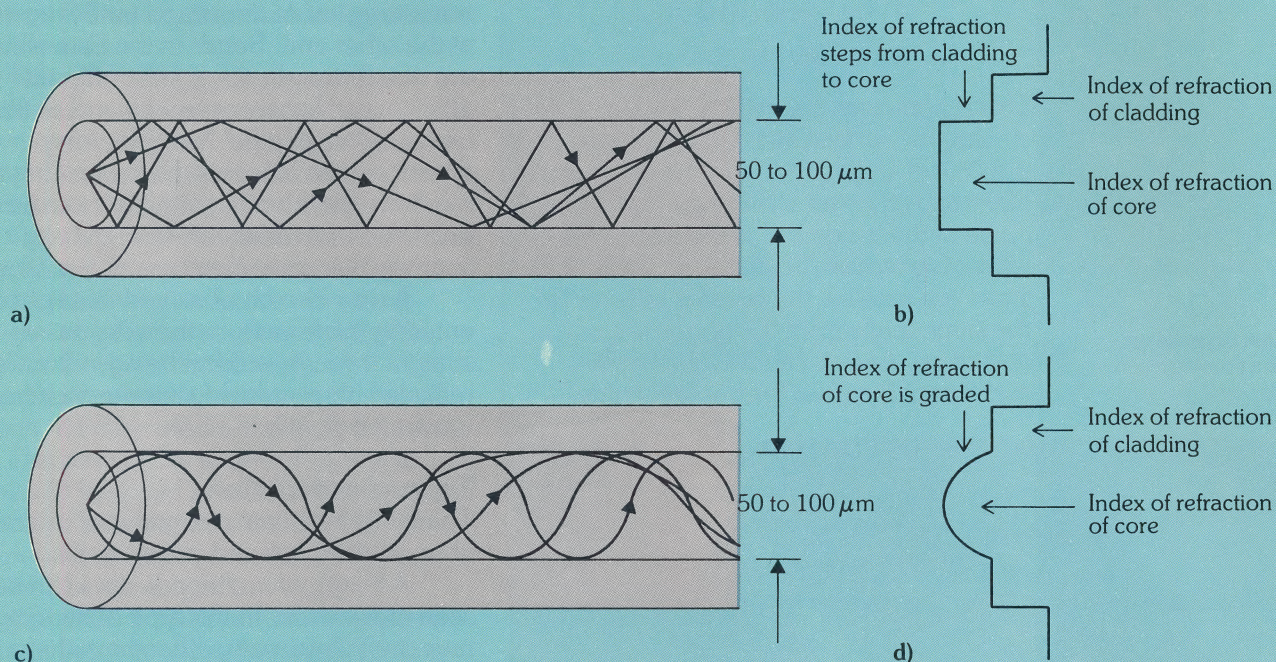 Index of refraction
steps from cladding
to core
Index of refraction
of cladding
50 to 100 μm
Index of refraction
of core
a)
b)
Index of refraction
of core is graded
Index of refraction
of cladding
50 to 100 μm
Index of refraction
of core
c)
d)